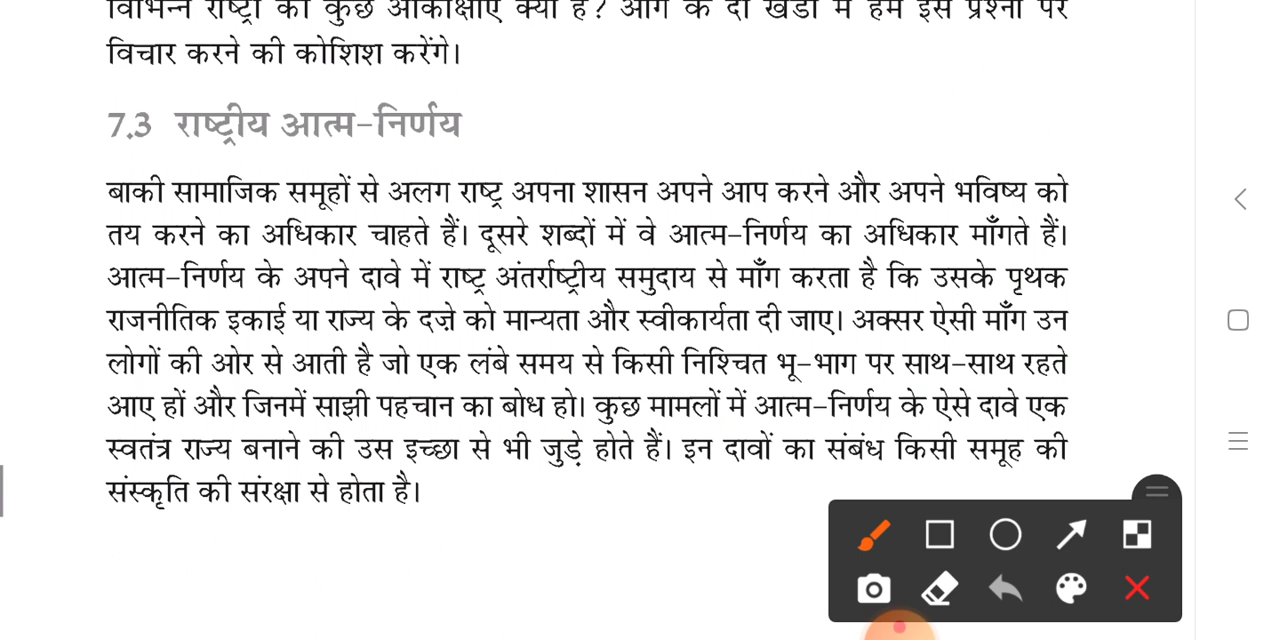 विभिन्न राष्ट्रों की कुछ आकांक्षाएँ क्या हैं? आगे के दो खंडों में हम इस प्रश्नों पर
विचार करने की कोशिश करेंगे।
7.3 राष्ट्रीय आत्म-निर्णय
बाकी सामाजिक समूहों से अलग राष्ट्र अपना शासन अपने आप करने और अपने भविष्य को
तय करने का अधिकार चाहते हैं। दूसरे शब्दों में वे आत्म-निर्णय का अधिकार माँगते हैं।
आत्म-निर्णय के अपने दावे में राष्ट्र अंतर्राष्ट्रीय समुदाय से माँग करता है कि उसके पृथक
राजनीतिक इकाई या राज्य के दर्ज़े को मान्यता और स्वीकार्यता दी जाए। अक्सर ऐसी माँग उन
लोगों की ओर से आती है जो एक लंबे समय से किसी निश्चित भू-भाग पर साथ-साथ रहते
आए हों और जिनमें साझी पहचान का बोध हो। कुछ मामलों में आत्म-निर्णय के ऐसे दावे एक
स्वतंत्र राज्य बनाने की उस इच्छा से भी जुड़े होते हैं। इन दावों का संबंध किसी समूह की
संस्कृति की संरक्षा से होता है।